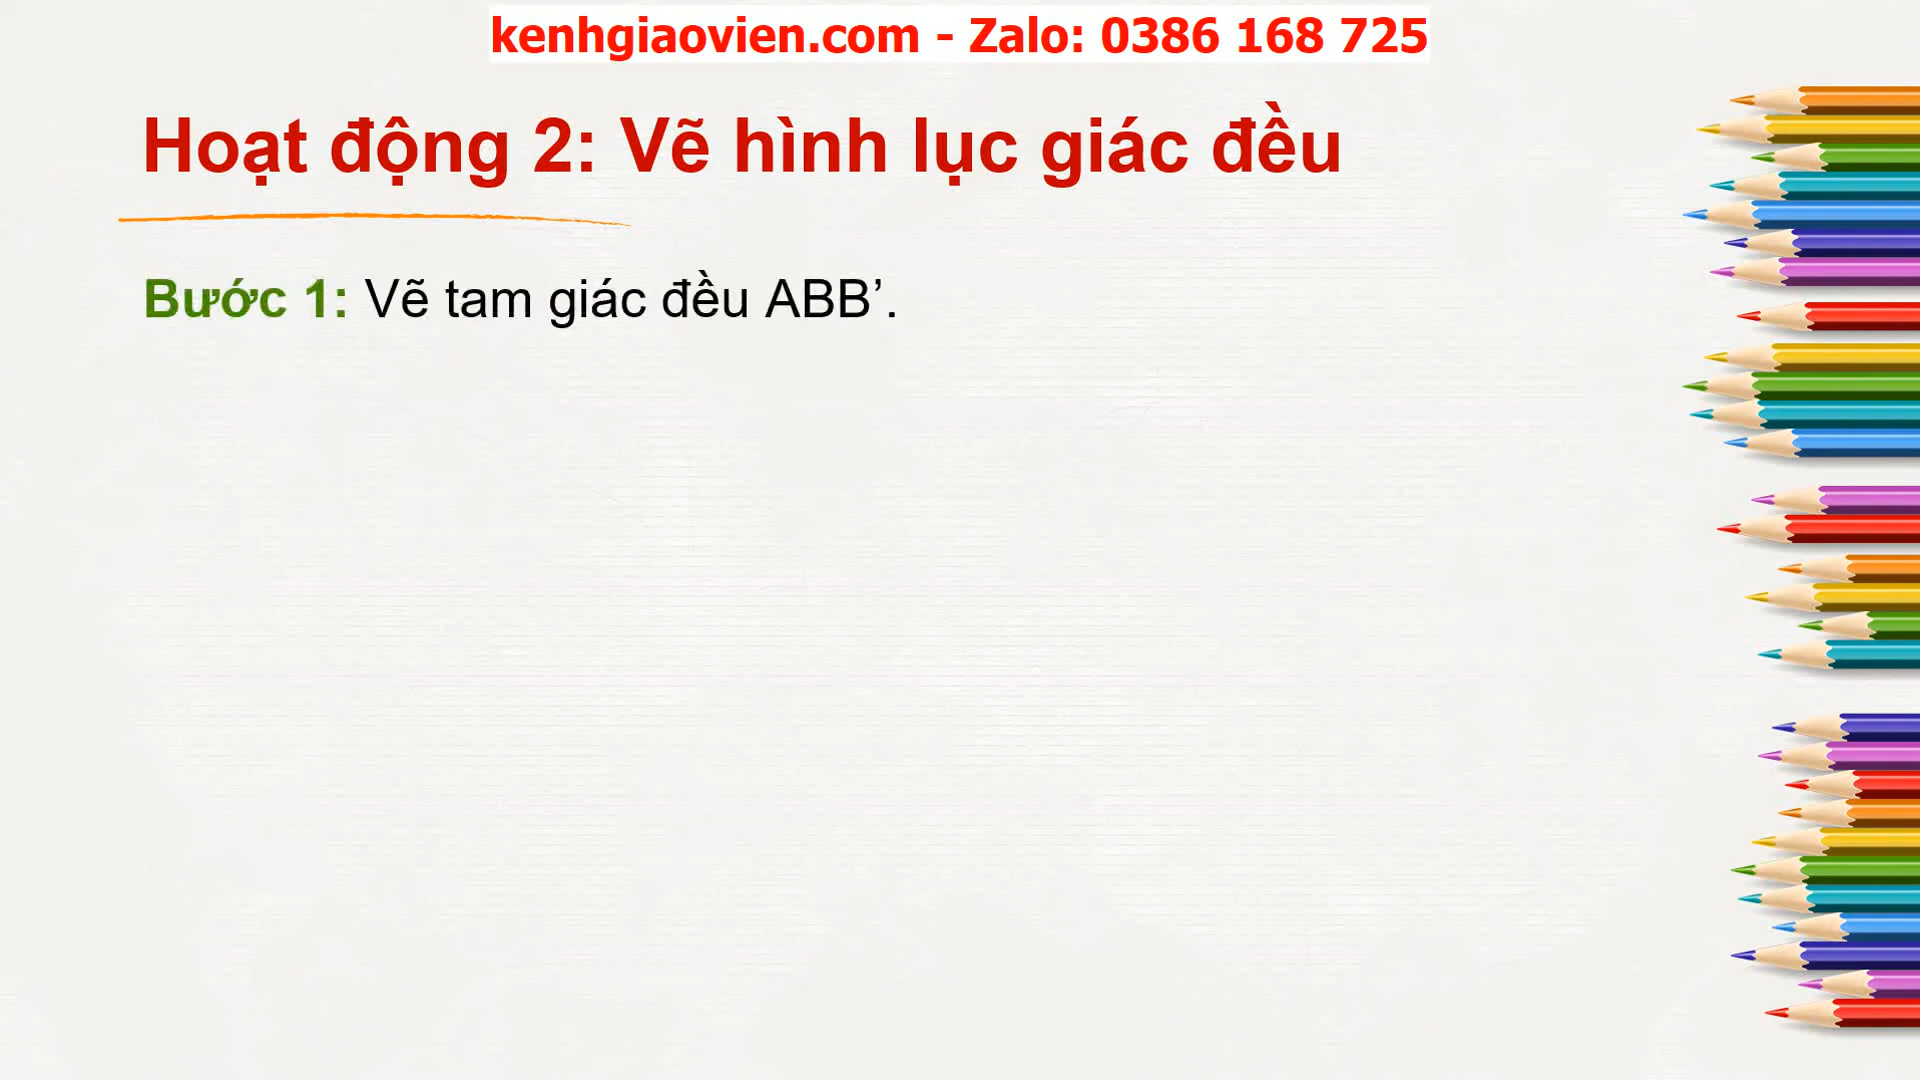 kenhgiaovien.com - Zalo: 0386 168 725
Hoạt động 2: Vẽ hình lục giác đều
Bước 1: Vẽ tam giác đều ABB’.